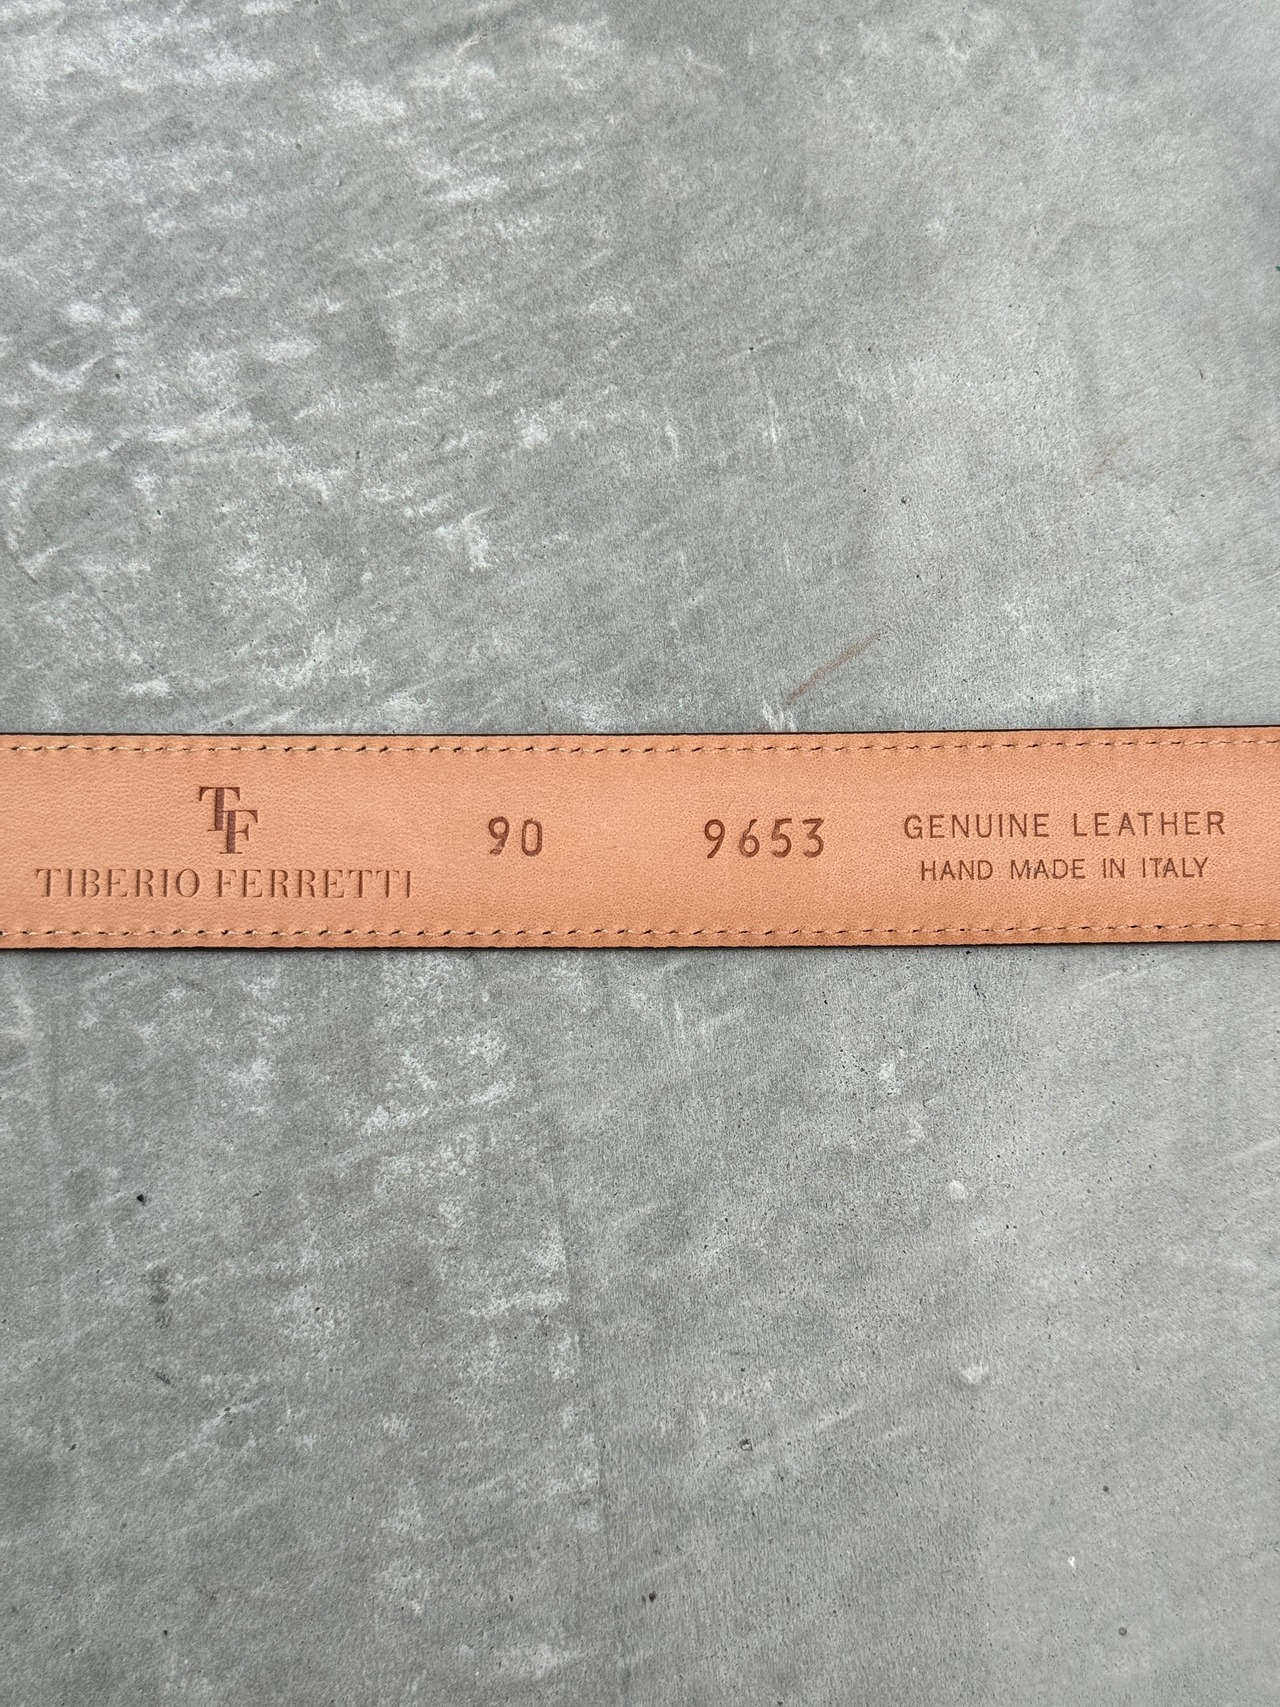 TF
TIBERIO FERRETTI
90
9653
GENUINE LEATHER
HAND MADE IN ITALY